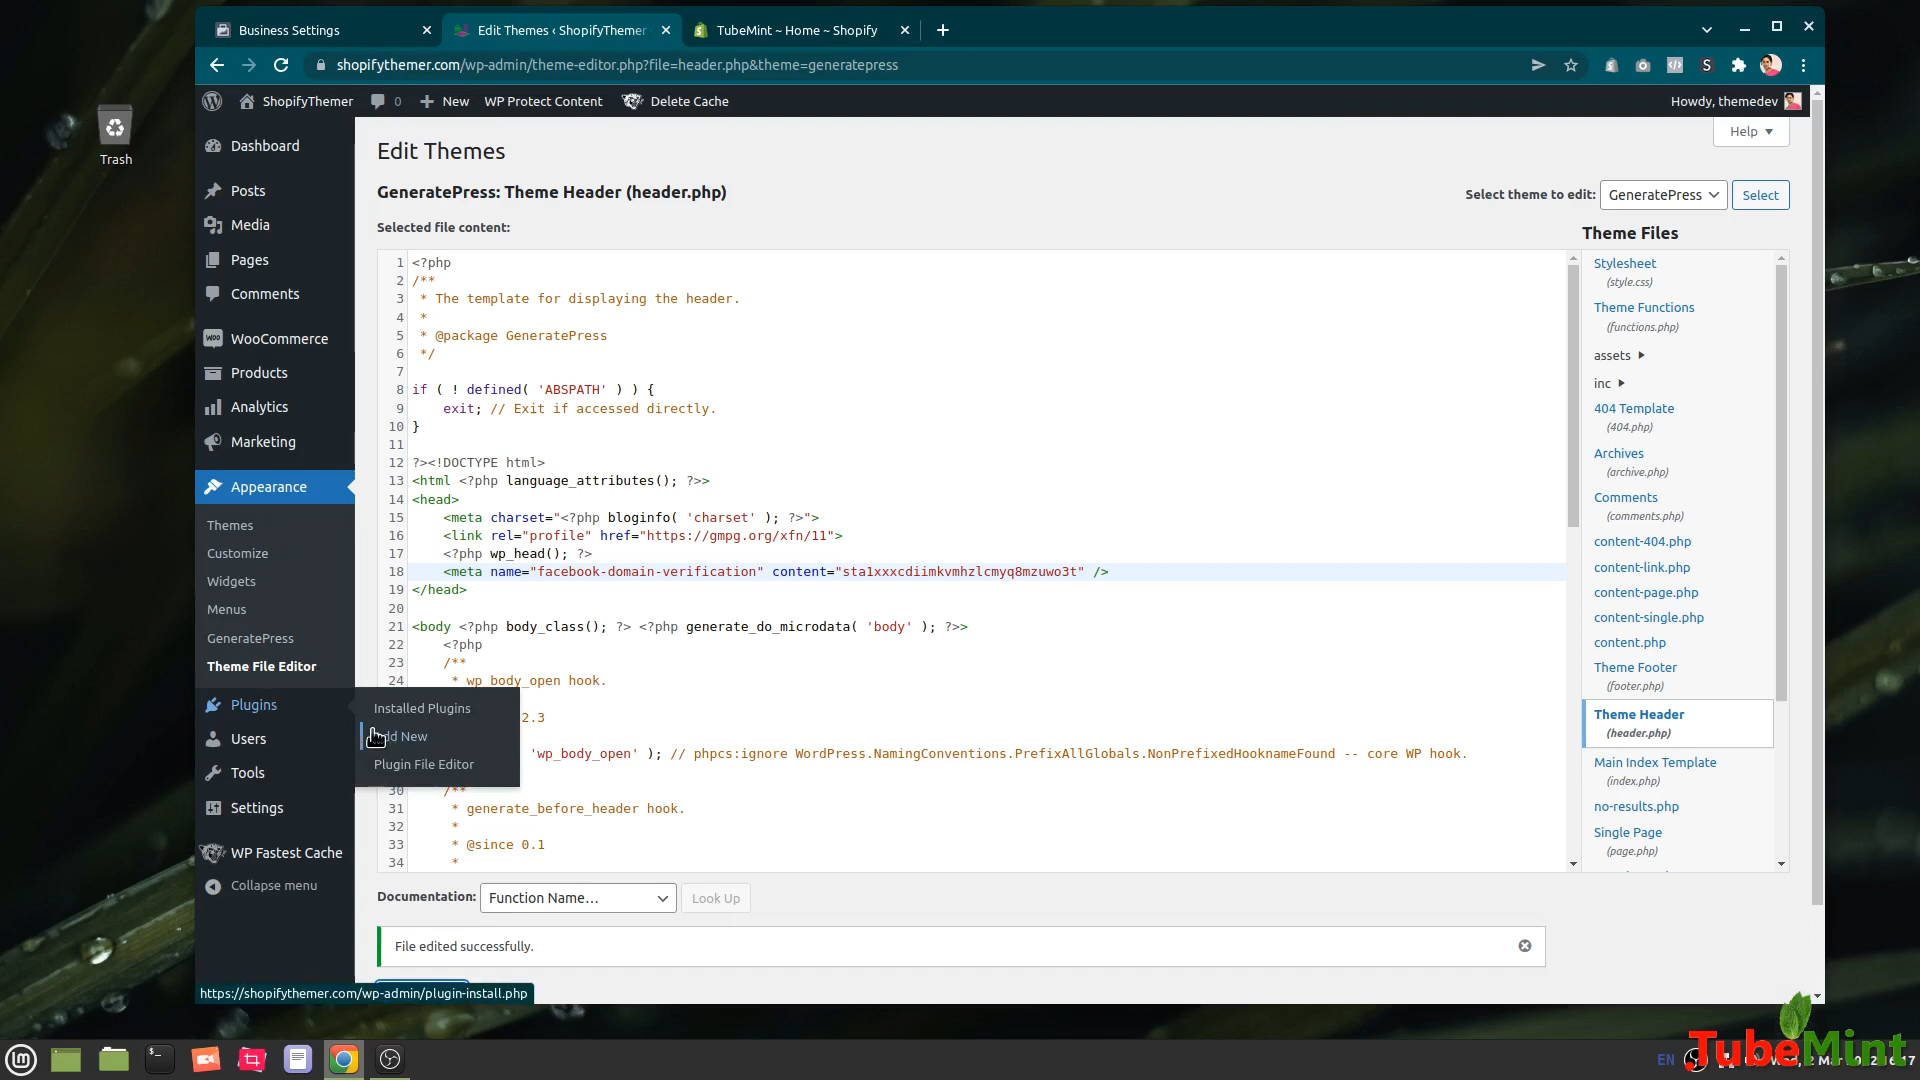 Business Settings
Edit Themes ‹ ShopifyThemer
TubeMint ~ Home ~ Shopify
shopifythemer.com/wp-admin/theme-editor.php?file=header.php&theme=generatepress
ShopifyThemer
0
New
WP Protect Content
Delete Cache
Howdy, themedev
Trash
Dashboard
Posts
Media
Pages
Comments
WooCommerce
Products
Analytics
Marketing
Appearance
Themes
Customize
Widgets
Menus
GeneratePress
Theme File Editor
Plugins
Users
Tools
Settings
WP Fastest Cache
Collapse menu
Installed Plugins
Add New
Plugin File Editor
Help
Edit Themes
GeneratePress: Theme Header (header.php)
Select theme to edit: GeneratePress Select
Selected file content:
1 <?php
2 /**
3 * The template for displaying the header.
4 *
5 * @package GeneratePress
6 */
7
8 if ( ! defined( 'ABSPATH' ) ) {
9 exit; // Exit if accessed directly.
10 }
11
12 ?><!DOCTYPE html>
13 <html <?php language_attributes(); ?>>
14 <head>
15 <meta charset="<?php bloginfo( 'charset' ); ?>">
16 <link rel="profile" href="https://gmpg.org/xfn/11">
17 <?php wp_head(); ?>
18 <meta name="facebook-domain-verification" content="sta1xxxcdiimkvmhzlcmyq8mzuwo3t" />
19 </head>
20
21 <body <?php body_class(); ?> <?php generate_do_microdata( 'body' ); ?>>
22 <?php
23 /**
24 * wp_body_open hook.
2.3
'wp_body_open' ); // phpcs:ignore WordPress.NamingConventions.PrefixAllGlobals.NonPrefixedHooknameFound -- core WP hook.
30 /**
31 * generate_before_header hook.
32 *
33 * @since 0.1
34 *
Theme Files
Stylesheet
(style.css)
Theme Functions
(functions.php)
assets
inc
404 Template
(404.php)
Archives
(archive.php)
Comments
(comments.php)
content-404.php
content-link.php
content-page.php
content-single.php
content.php
Theme Footer
(footer.php)
Theme Header
(header.php)
Main Index Template
(index.php)
no-results.php
Single Page
(page.php)
Documentation: Function Name... Look Up
File edited successfully.
https://shopifythemer.com/wp-admin/plugin-install.php
EN
TubeMint